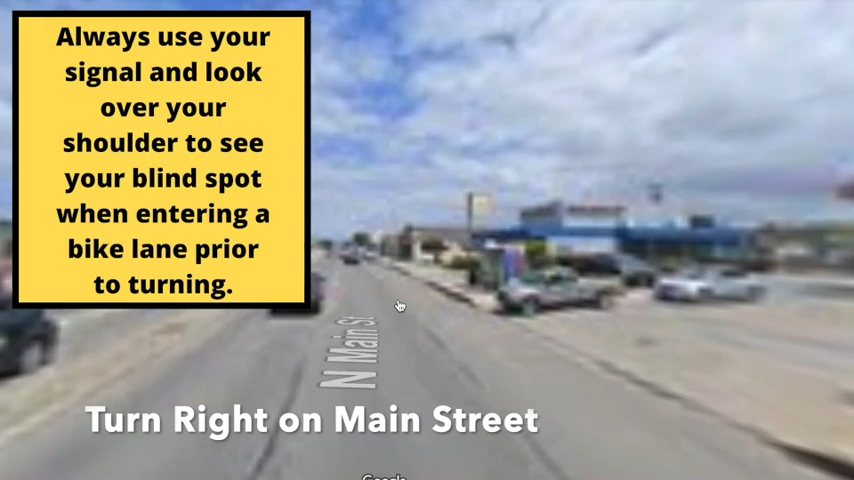 Always use your
signal and look
over your
shoulder to see
your blind spot
when entering a
bike lane prior
to turning.
N Main St
Turn Right on Main Street
Google